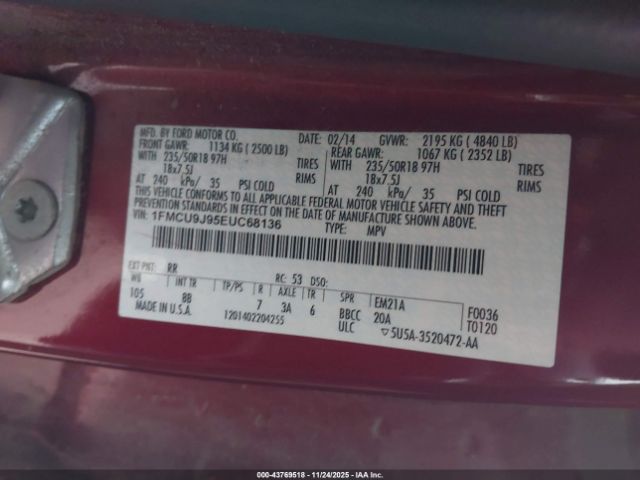 MFD. BY FORD MOTOR CO.
DATE: 02/14 GVWR: 2195 KG ( 4840 LB)
FRONT GAWR: 1134 KG ( 2500 LB) REAR GAWR: 1067 KG ( 2352 LB)
WITH 235/50R18 97H TIRES WITH 235/50R18 97H TIRES
18x7.5J RIMS 18x7.5J RIMS
AT 240 kPa/ 35 PSI COLD AT 240 kPa/ 35 PSI COLD
THIS VEHICLE CONFORMS TO ALL APPLICABLE FEDERAL MOTOR VEHICLE SAFETY AND THEFT
PREVENTION STANDARDS IN EFFECT ON THE DATE OF MANUFACTURE SHOWN ABOVE.
VIN: 1FMCU9J95EUC68136 TYPE: MPV
EXT PNT: RR RC: 53 DSO:
WB INT TR TP/PS R AXLE TR SPR EM21A F0036
105 BB 7 3A 6 BBCC 20A T0120
MADE IN U.S.A. 1201402204255 ULC ▽5U5A-3520472-AA
000-43769518 - 11/24/2025 - IAAI, Inc.